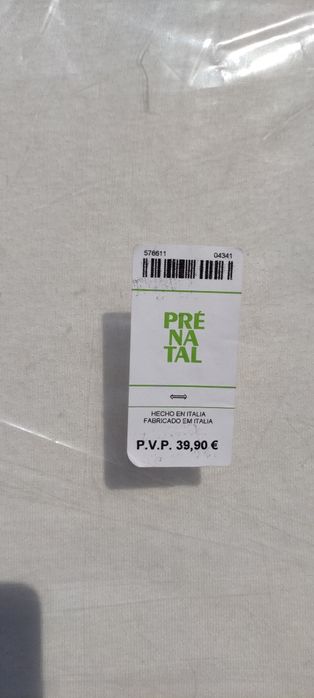 576611 04341
PRÉ
NA
TAL
HECHO EN ITALIA
FABRICADO EM ITALIA
P.V.P. 39,90 €